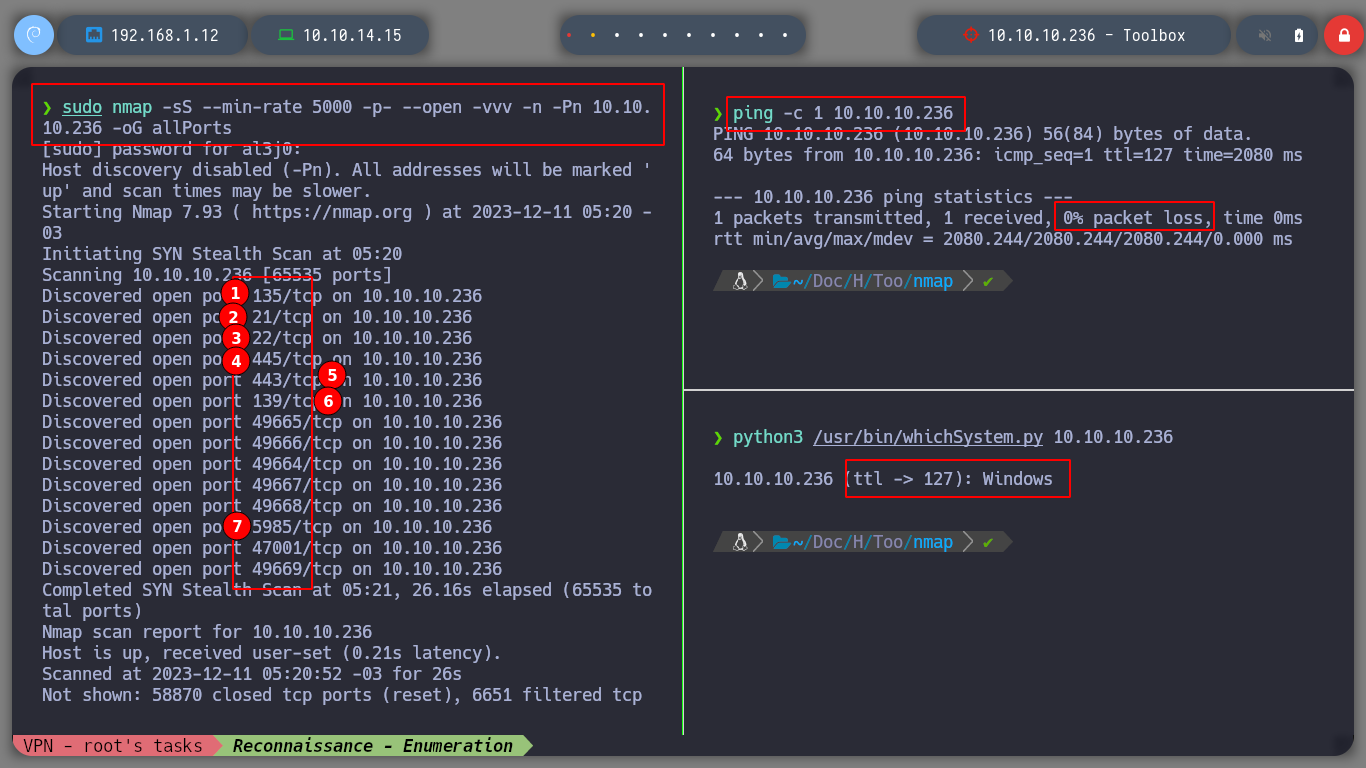 192.168.1.12
10.10.14.15
10.10.10.236 - Toolbox
❯ sudo nmap -sS --min-rate 5000 -p- --open -vvv -n -Pn 10.10.
10.236 -oG allPorts
[sudo] password for al3j0:
Host discovery disabled (-Pn). All addresses will be marked '
up' and scan times may be slower.
Starting Nmap 7.93 ( https://nmap.org ) at 2023-12-11 05:20 -
03
Initiating SYN Stealth Scan at 05:20
Scanning 10.10.10.236 [65535 ports]
Discovered open po 1 135/tcp on 10.10.10.236
Discovered open po 2 21/tcp on 10.10.10.236
Discovered open po 3 22/tcp on 10.10.10.236
Discovered open po 4 445/tcp on 10.10.10.236
Discovered open port 443/tcp 5 n 10.10.10.236
Discovered open port 139/tcp 6 n 10.10.10.236
Discovered open port 49665/tcp on 10.10.10.236
Discovered open port 49666/tcp on 10.10.10.236
Discovered open port 49664/tcp on 10.10.10.236
Discovered open port 49667/tcp on 10.10.10.236
Discovered open port 49668/tcp on 10.10.10.236
Discovered open po 7 5985/tcp on 10.10.10.236
Discovered open port 47001/tcp on 10.10.10.236
Discovered open port 49669/tcp on 10.10.10.236
Completed SYN Stealth Scan at 05:21, 26.16s elapsed (65535 to
tal ports)
Nmap scan report for 10.10.10.236
Host is up, received user-set (0.21s latency).
Scanned at 2023-12-11 05:20:52 -03 for 26s
Not shown: 58870 closed tcp ports (reset), 6651 filtered tcp
❯ ping -c 1 10.10.10.236
PING 10.10.10.236 (10.10.10.236) 56(84) bytes of data.
64 bytes from 10.10.10.236: icmp_seq=1 ttl=127 time=2080 ms
--- 10.10.10.236 ping statistics ---
1 packets transmitted, 1 received, 0% packet loss, time 0ms
rtt min/avg/max/mdev = 2080.244/2080.244/2080.244/0.000 ms
~/Doc/H/Too/nmap ✔
❯ python3 /usr/bin/whichSystem.py 10.10.10.236
10.10.10.236 (ttl -> 127): Windows
~/Doc/H/Too/nmap ✔
VPN - root's tasks
Reconnaissance - Enumeration